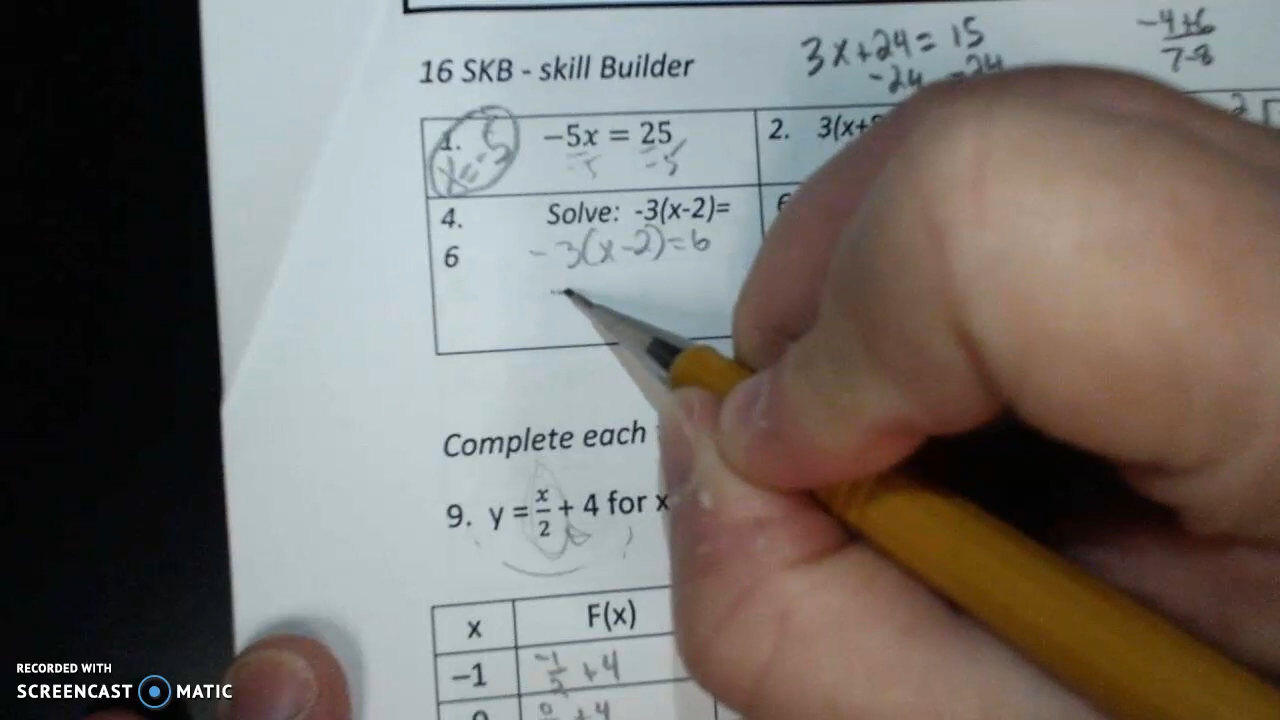 3x+24= 15
-24 -24
-4+6
7-8
16 SKB - skill Builder
1. −5x = 25
-5 -5
x=-5
2. 3(x+
4. Solve: -3(x-2)=
6
-3(x-2)=6
Complete each
9. y = x/2 + 4 for x
x F(x)
−1 -1/2 +4
0 0/2 +4
RECORDED WITH
SCREENCAST MATIC